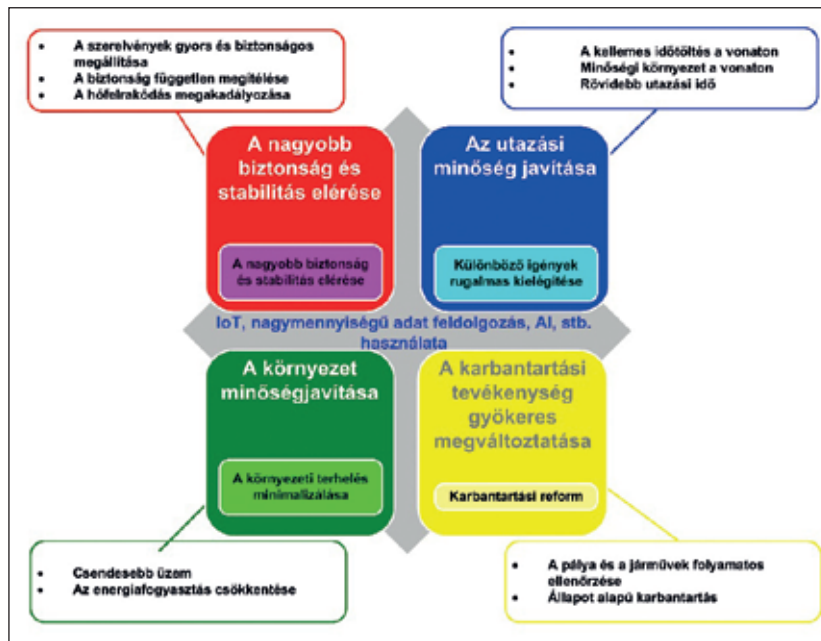 • A szerelvények gyors és biztonságos
megállítása
• A biztonság független megítélése
• A hófelrakódás megakadályozása
• A kellemes időtöltés a vonaton
• Minőségi környezet a vonaton
• Rövidebb utazási idő
A nagyobb
biztonság és
stabilitás elérése
A nagyobb biztonság
és stabilitás elérése
Az utazási
minőség javítása
Különböző igények
rugalmas kielégítése
IoT, nagymennyiségű adat feldolgozás, AI, stb.
használata
A környezet
minőségjavítása
A környezeti terhelés
minimalizálása
A karbantartási
tevékenység
gyökeres
megváltoztatása
Karbantartási reform
• Csendesebb üzem
• Az energiafogyasztás csökkentése
• A pálya és a járművek folyamatos
ellenőrzése
• Állapot alapú karbantartás